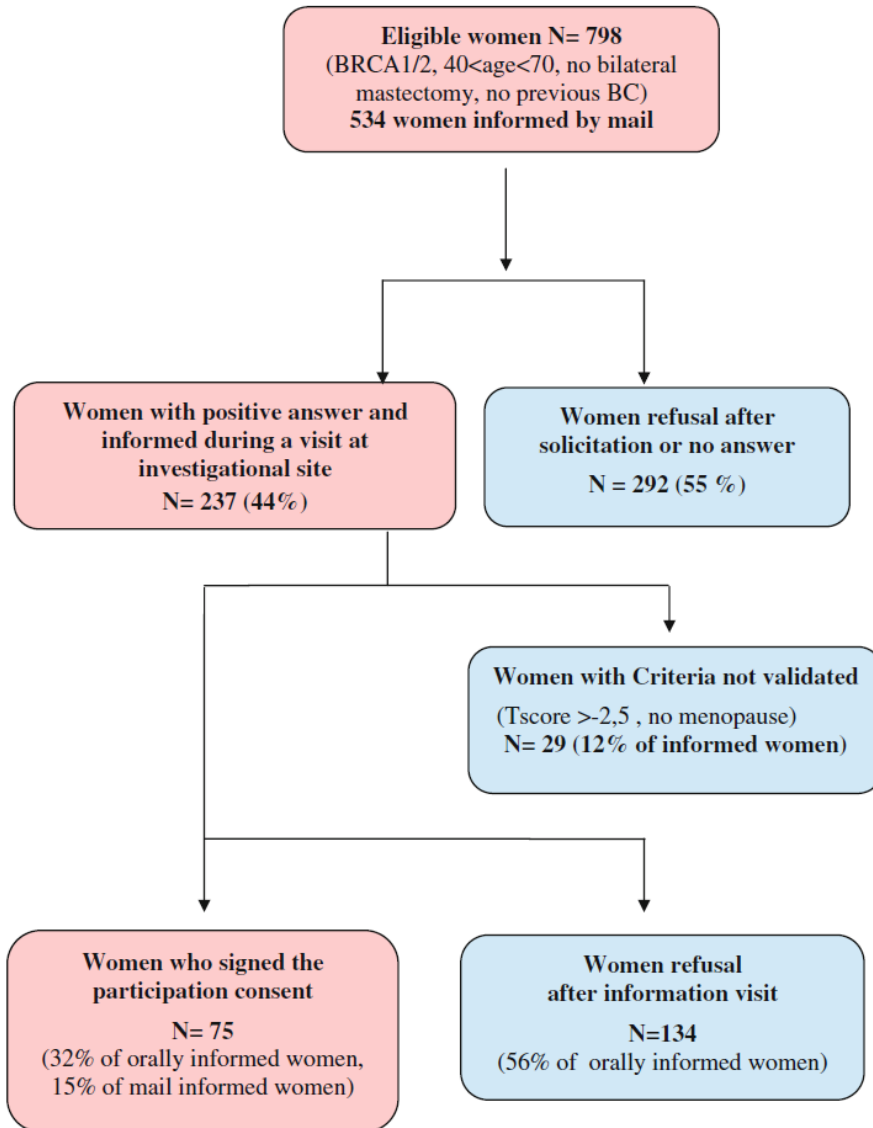 Eligible women N= 798
(BRCA1/2, 40<age<70, no bilateral
mastectomy, no previous BC)
534 women informed by mail
Women with positive answer and
informed during a visit at
investigational site
N= 237 (44%)
Women refusal after
solicitation or no answer
N = 292 (55 %)
Women with Criteria not validated
(Tscore >-2,5 , no menopause)
N= 29 (12% of informed women)
Women who signed the
participation consent
N= 75
(32% of orally informed women,
15% of mail informed women)
Women refusal
after information visit
N=134
(56% of orally informed women)